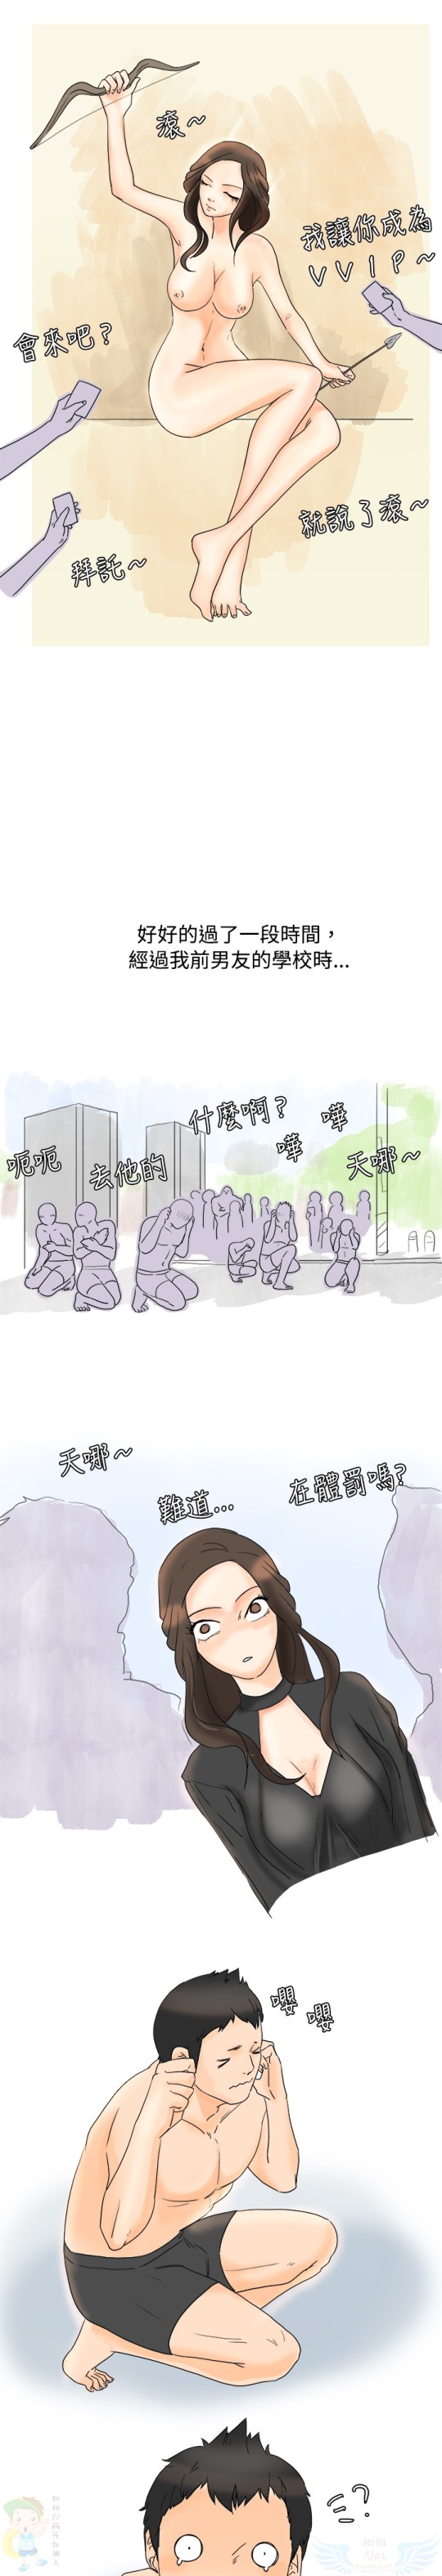 滾~
我讓你成為
VVIP~
會來吧?
就說了滾~
拜託~
好好的過了一段時間，
經過我前男友的學校時...
什麼啊?
嘩
嘩
呃呃
去他的
天哪~
天哪~
難道...
在體罰嗎?
嚶
嚶